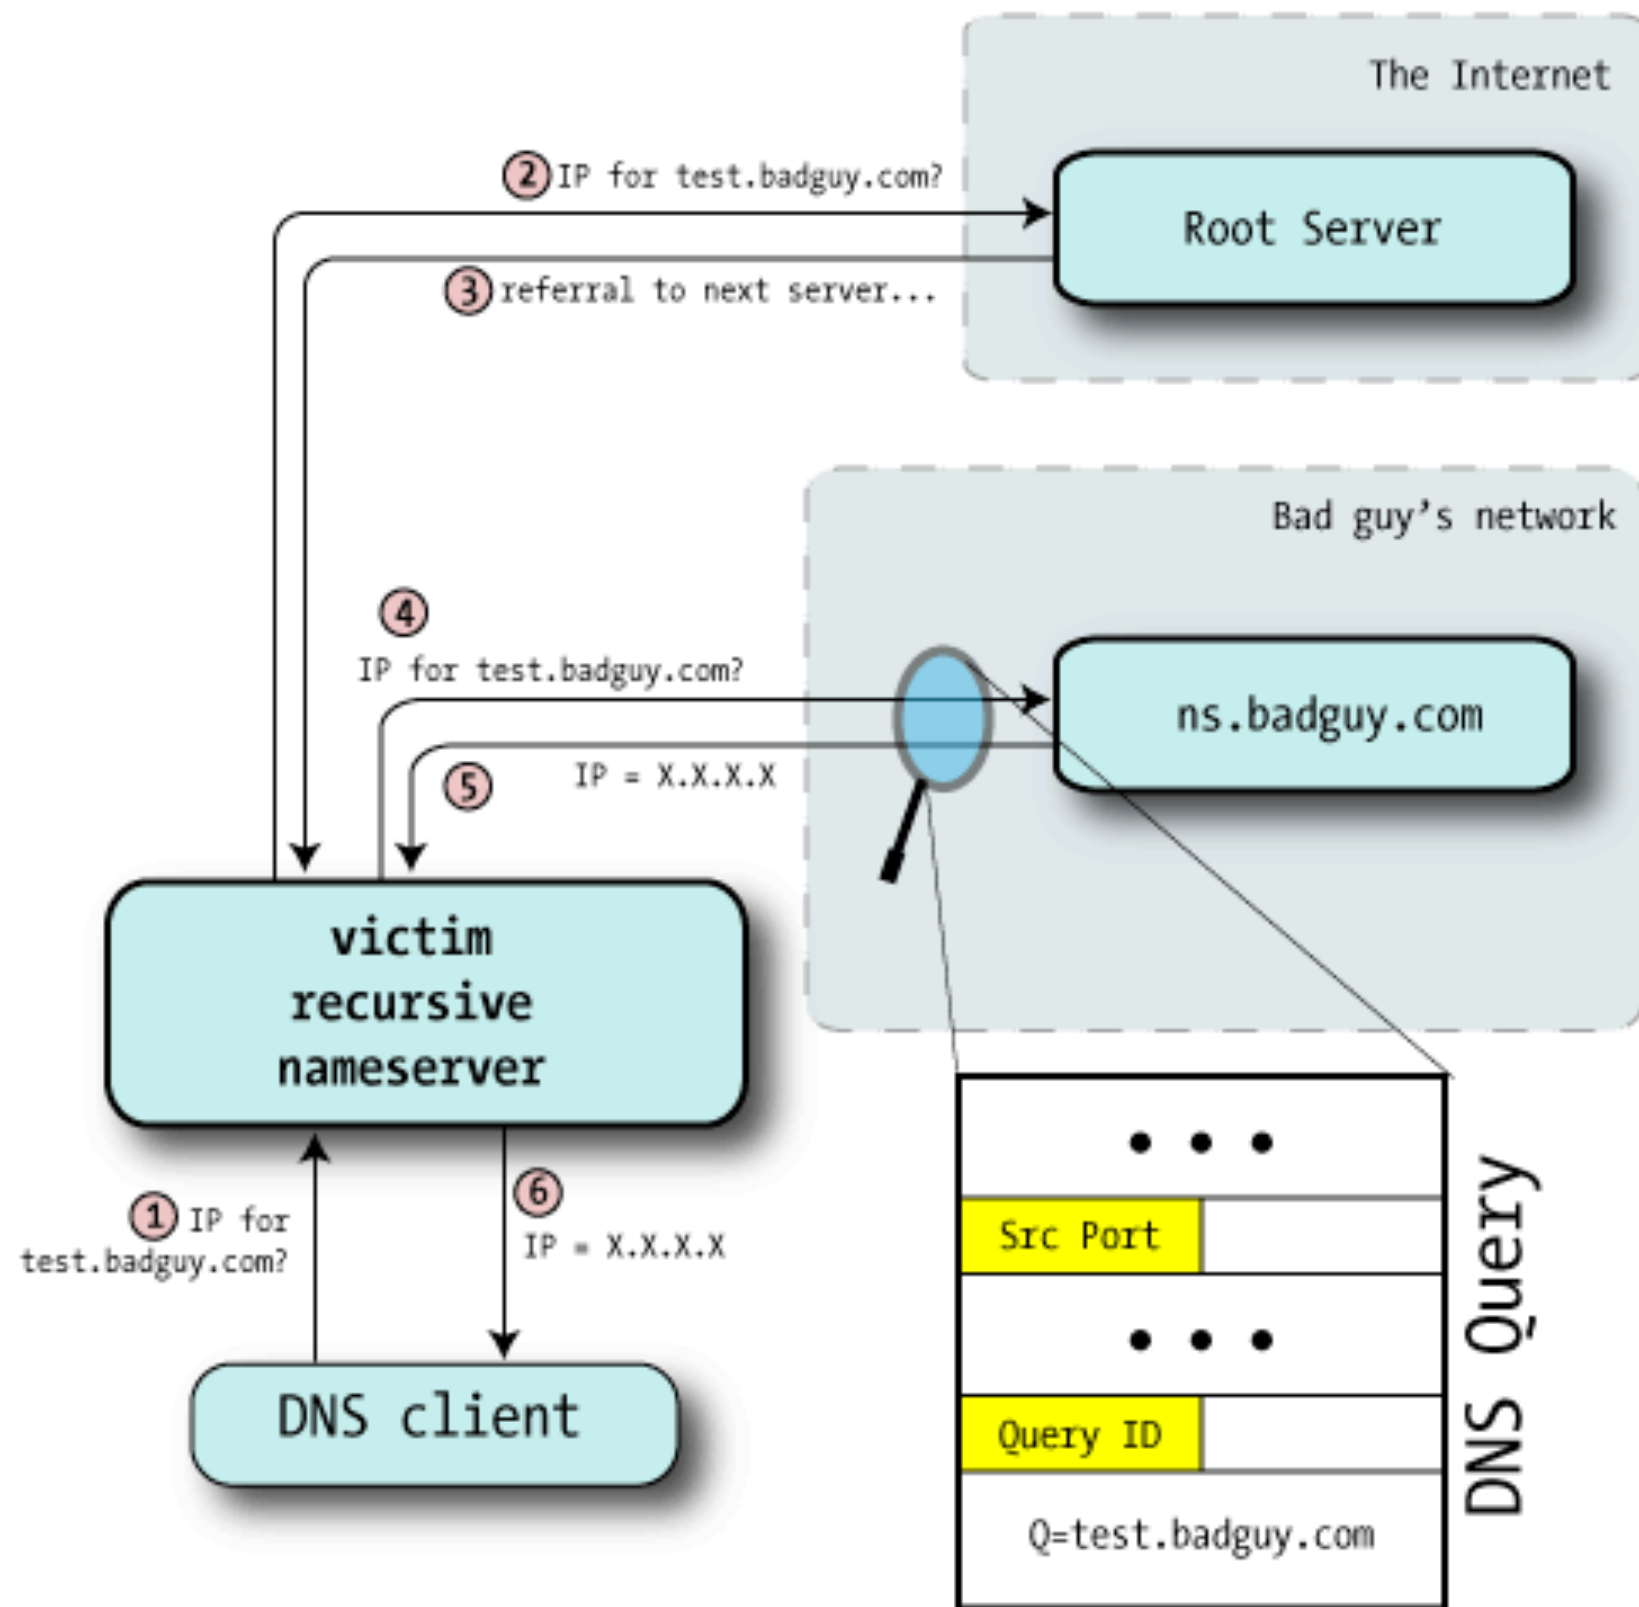 The Internet
② IP for test.badguy.com?
Root Server
③ referral to next server...
Bad guy’s network
④
IP for test.badguy.com?
ns.badguy.com
⑤ IP = X.X.X.X
victim
recursive
nameserver
① IP for
test.badguy.com?
⑥
IP = X.X.X.X
DNS client
Src Port
Query ID
Q=test.badguy.com
DNS Query